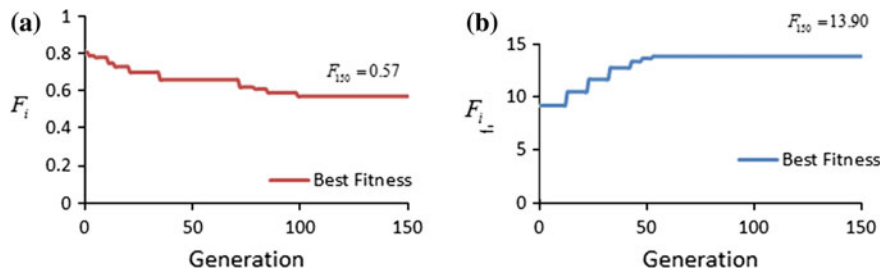 (a)
1
0.8
0.6
0.4
0.2
0
F_i
F_150 = 0.57
Best Fitness
0 50 100 150
Generation
(b)
15
10
5
0
F_i
F_150 = 13.90
Best Fitness
0 50 100 150
Generation